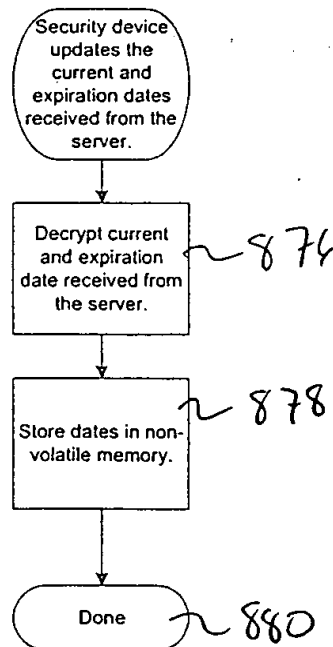 Security device
updates the
current and
expiration dates
received from the
server.
Decrypt current
and expiration
date received from
the server.
876
Store dates in non-
volatile memory.
878
Done
880